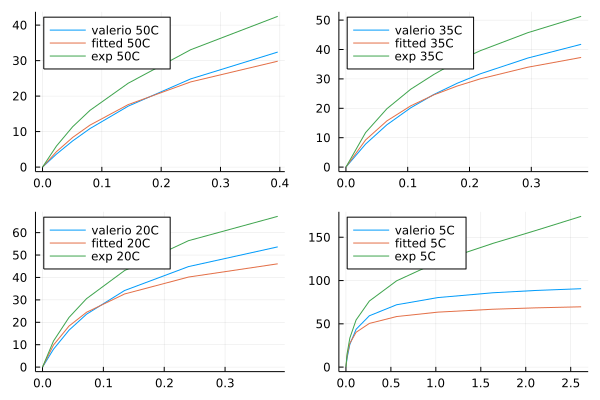 valerio 50C
fitted 50C
exp 50C
40
30
20
10
0
0.0 0.1 0.2 0.3 0.4
valerio 35C
fitted 35C
exp 35C
50
40
30
20
10
0
0.0 0.1 0.2 0.3
valerio 20C
fitted 20C
exp 20C
60
50
40
30
20
10
0
0.0 0.1 0.2 0.3
valerio 5C
fitted 5C
exp 5C
150
100
50
0
0.0 0.5 1.0 1.5 2.0 2.5